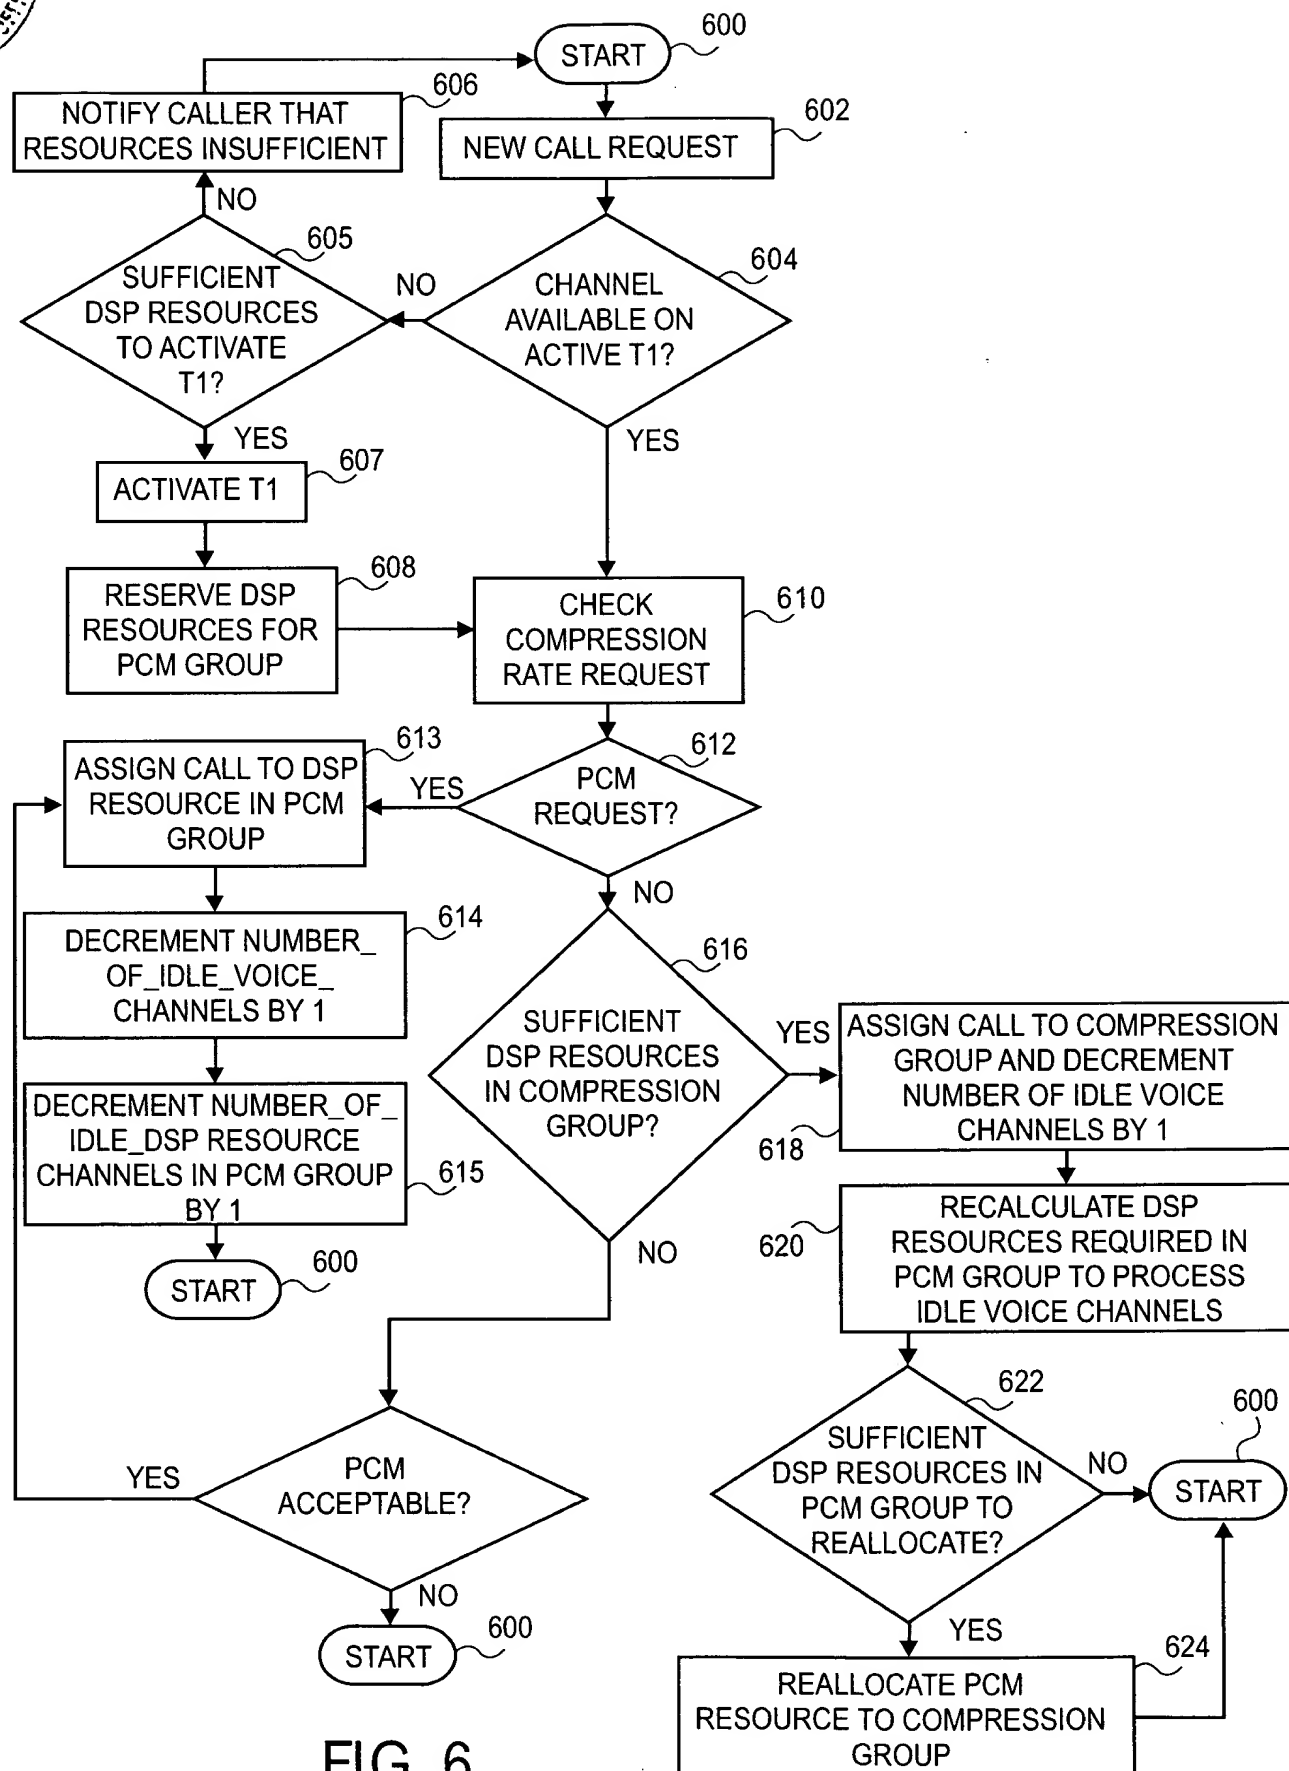 START
600
NOTIFY CALLER THAT
RESOURCES INSUFFICIENT
606
NEW CALL REQUEST
602
NO
SUFFICIENT
DSP RESOURCES
TO ACTIVATE
T1?
605
NO
CHANNEL
AVAILABLE ON
ACTIVE T1?
604
YES
YES
ACTIVATE T1
607
RESERVE DSP
RESOURCES FOR
PCM GROUP
608
CHECK
COMPRESSION
RATE REQUEST
610
ASSIGN CALL TO DSP
RESOURCE IN PCM
GROUP
613
YES
PCM
REQUEST?
612
NO
DECREMENT NUMBER_
OF_IDLE_VOICE_
CHANNELS BY 1
614
SUFFICIENT
DSP RESOURCES
IN COMPRESSION
GROUP?
616
YES
ASSIGN CALL TO COMPRESSION
GROUP AND DECREMENT
NUMBER OF IDLE VOICE
CHANNELS BY 1
618
DECREMENT NUMBER_OF_
IDLE_DSP RESOURCE
CHANNELS IN PCM GROUP
BY 1
615
START
600
NO
RECALCULATE DSP
RESOURCES REQUIRED IN
PCM GROUP TO PROCESS
IDLE VOICE CHANNELS
620
YES
PCM
ACCEPTABLE?
NO
START
600
SUFFICIENT
DSP RESOURCES IN
PCM GROUP TO
REALLOCATE?
622
NO
START
600
YES
REALLOCATE PCM
RESOURCE TO COMPRESSION
GROUP
624
FIG. 6